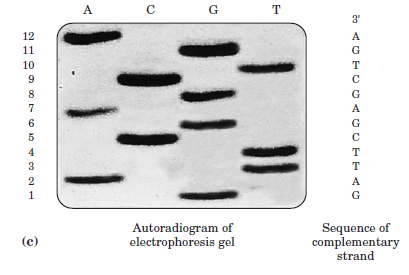 A C G T
3'
12 A
11 G
10 T
9 C
8 G
7 A
6 G
5 C
4 T
3 T
2 A
1 G
(c)
Autoradiogram of
electrophoresis gel
Sequence of
complementary
strand